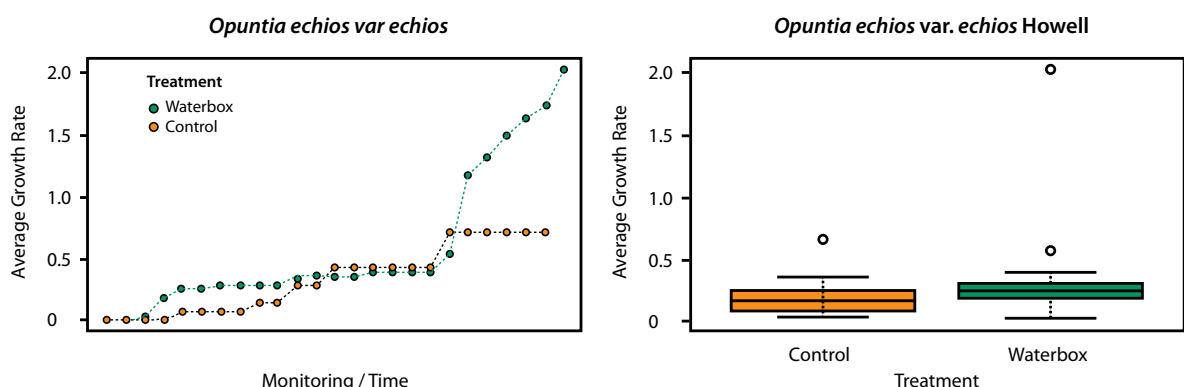 Opuntia echios var echios
Average Growth Rate
2.0
1.5
1.0
0.5
0
Treatment
Waterbox
Control
Monitoring / Time
Opuntia echios var. echios Howell
Average Growth Rate
2.0
1.5
1.0
0.5
0
Control
Waterbox
Treatment